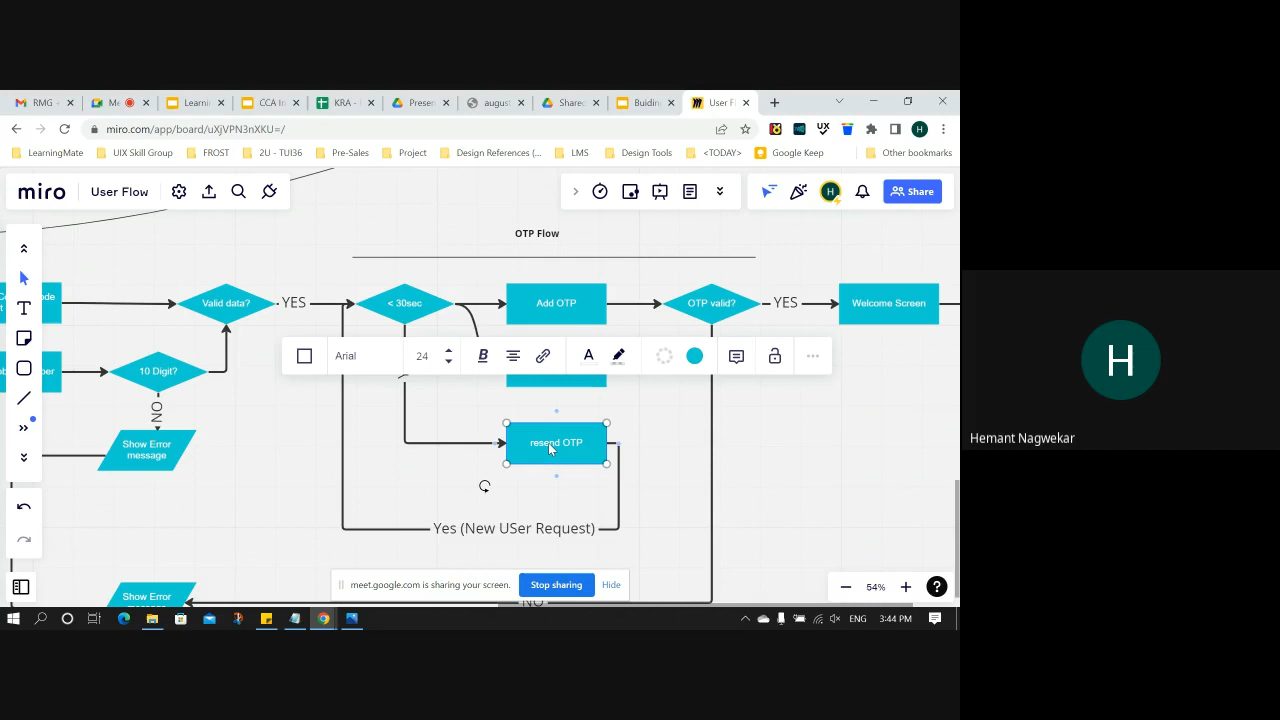 RMG -
Me
Learni
CCA In
KRA -
Presen
august
Shared
Buiding
User Fl
miro.com/app/board/uXjVPN3nXKU=/
LearningMate
UIX Skill Group
FROST
2U - TUI36
Pre-Sales
Project
Design References (...
LMS
Design Tools
<TODAY>
Google Keep
Other bookmarks
miro
User Flow
H
Share
OTP Flow
ode
Valid data?
YES
< 30sec
Add OTP
OTP valid?
YES
Welcome Screen
Arial
24
B
A
ber
10 Digit?
NO
Show Error
message
resend OTP
Yes (New USer Request)
H
Hemant Nagwekar
meet.google.com is sharing your screen.
Stop sharing
Hide
54%
Show Error
NO
ENG
3:44 PM